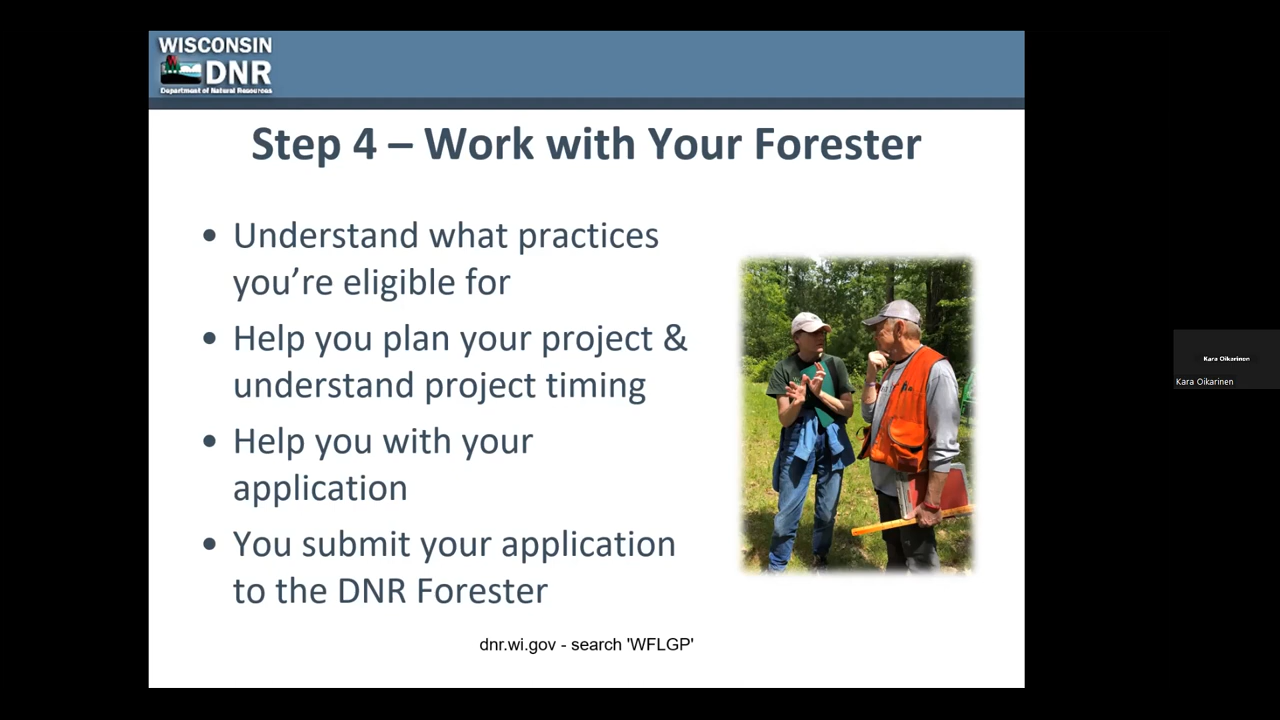 WISCONSIN
DNR
Department of Natural Resources
Step 4 – Work with Your Forester
• Understand what practices
you’re eligible for
• Help you plan your project &
understand project timing
• Help you with your
application
• You submit your application
to the DNR Forester
dnr.wi.gov - search 'WFLGP'
Kara Oikarinen
Kara Oikarinen